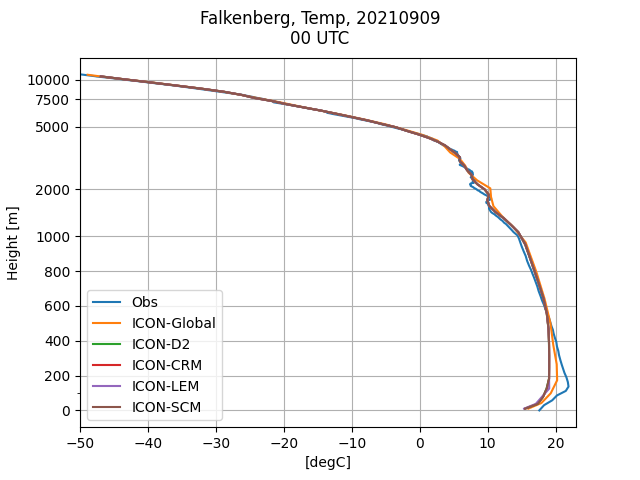 Falkenberg, Temp, 20210909
00 UTC
10000
7500
5000
2000
1000
800
600
400
200
0
Height [m]
Obs
ICON-Global
ICON-D2
ICON-CRM
ICON-LEM
ICON-SCM
−50 −40 −30 −20 −10 0 10 20
[degC]